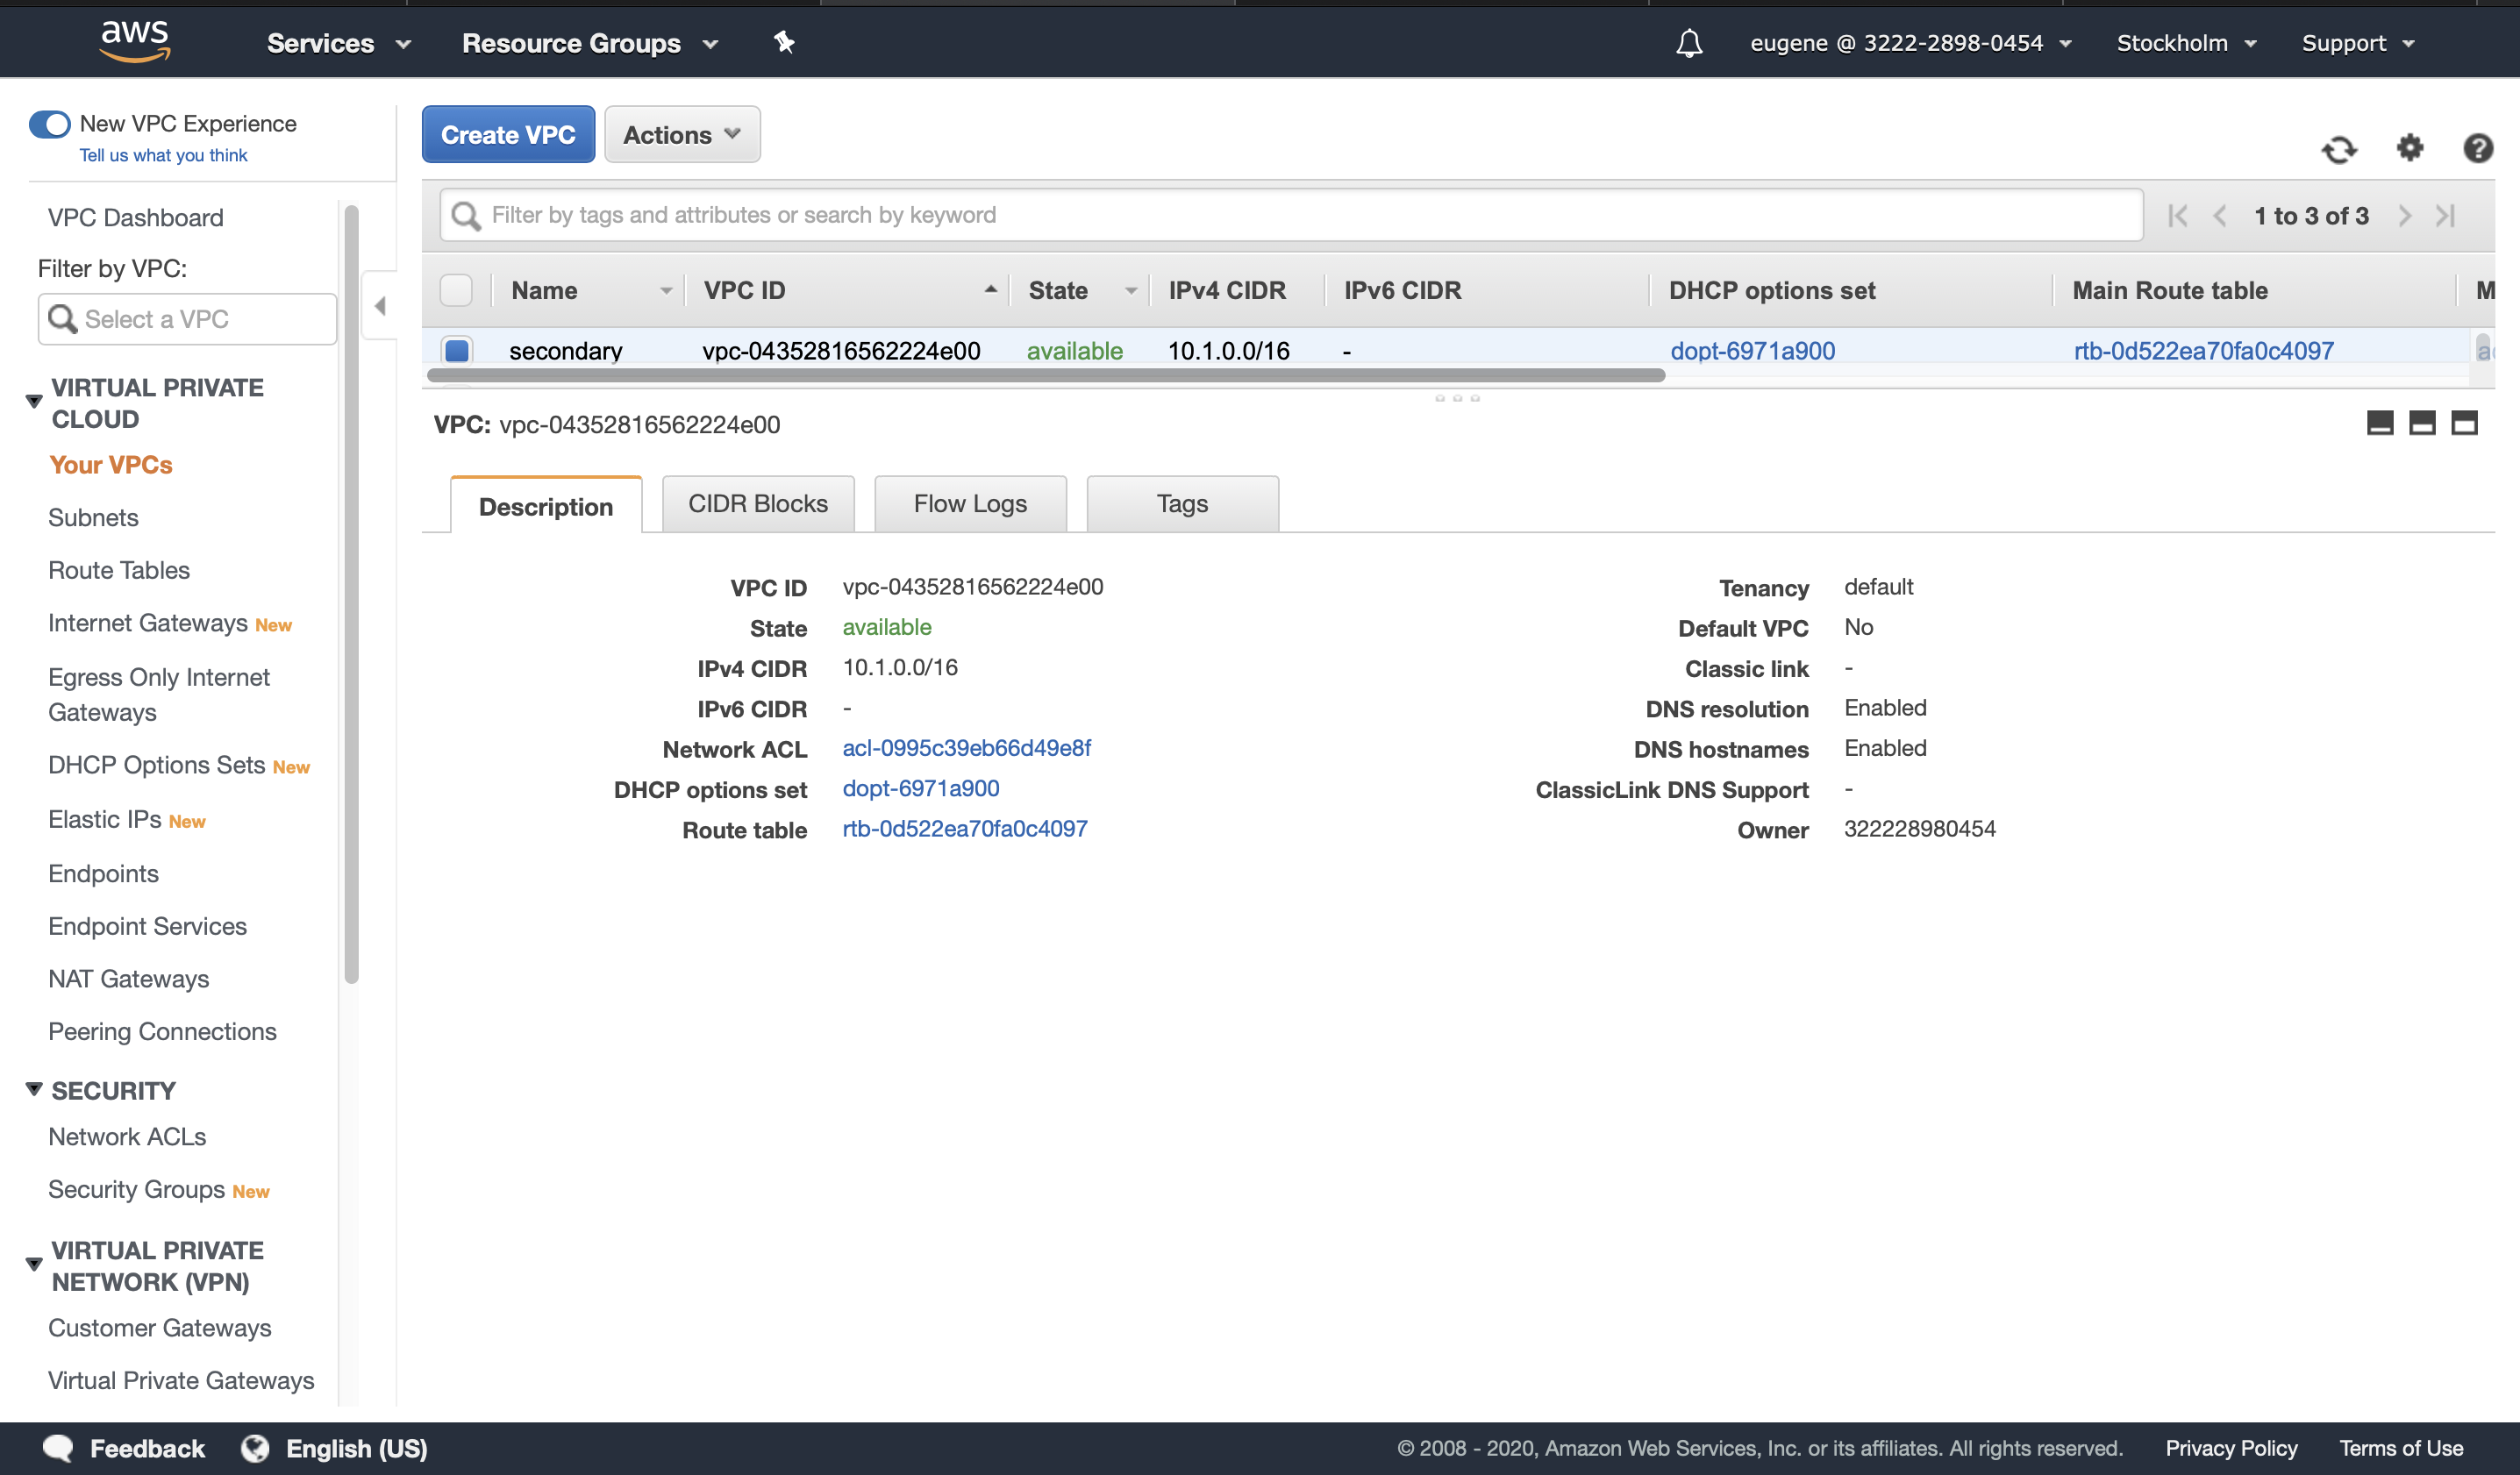 aws
Services
Resource Groups
eugene @ 3222-2898-0454
Stockholm
Support
New VPC Experience
Tell us what you think
VPC Dashboard
Filter by VPC:
Select a VPC
VIRTUAL PRIVATE
CLOUD
Your VPCs
Subnets
Route Tables
Internet Gateways New
Egress Only Internet
Gateways
DHCP Options Sets New
Elastic IPs New
Endpoints
Endpoint Services
NAT Gateways
Peering Connections
SECURITY
Network ACLs
Security Groups New
VIRTUAL PRIVATE
NETWORK (VPN)
Customer Gateways
Virtual Private Gateways
Create VPC
Actions
Filter by tags and attributes or search by keyword
1 to 3 of 3
Name VPC ID State IPv4 CIDR IPv6 CIDR DHCP options set Main Route table
secondary vpc-04352816562224e00 available 10.1.0.0/16 - dopt-6971a900 rtb-0d522ea70fa0c4097
VPC: vpc-04352816562224e00
Description CIDR Blocks Flow Logs Tags
VPC ID vpc-04352816562224e00
State available
IPv4 CIDR 10.1.0.0/16
IPv6 CIDR -
Network ACL acl-0995c39eb66d49e8f
DHCP options set dopt-6971a900
Route table rtb-0d522ea70fa0c4097
Tenancy default
Default VPC No
Classic link -
DNS resolution Enabled
DNS hostnames Enabled
ClassicLink DNS Support -
Owner 322228980454
Feedback
English (US)
© 2008 - 2020, Amazon Web Services, Inc. or its affiliates. All rights reserved.
Privacy Policy
Terms of Use